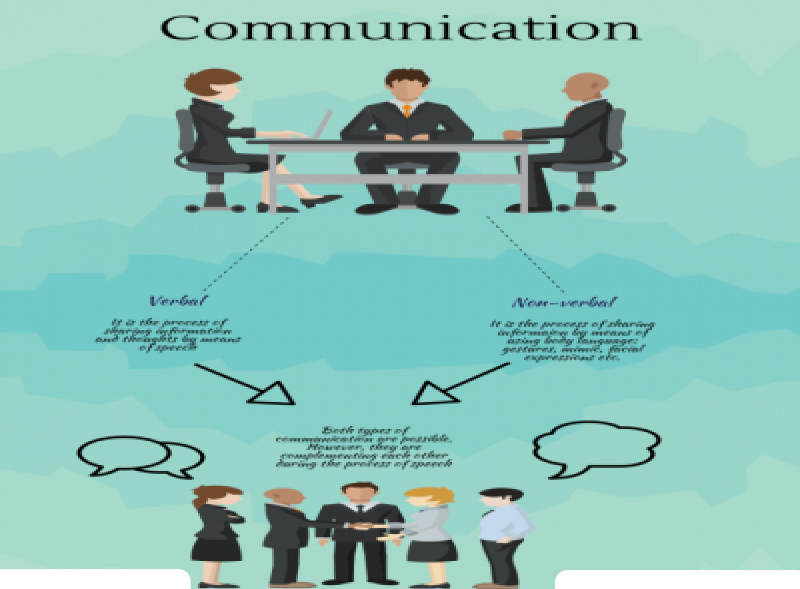 Communication
Verbal
It is the process of
sharing information
and thoughts by means
of speech
Non-verbal
It is the process of sharing
informaion by means of
using body language:
gestures, mimic, facial
expressions etc.
Both types of
communication are possible.
However, they are
complementing each other
during the process of speech